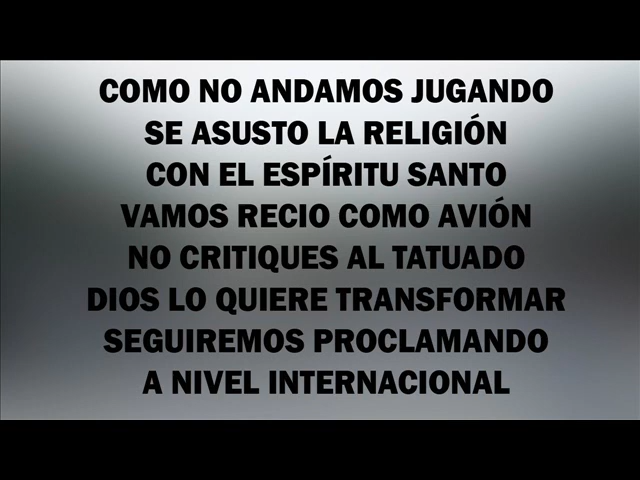 COMO NO ANDAMOS JUGANDO
SE ASUSTO LA RELIGIÓN
CON EL ESPÍRITU SANTO
VAMOS RECIO COMO AVIÓN
NO CRITIQUES AL TATUADO
DIOS LO QUIERE TRANSFORMAR
SEGUIREMOS PROCLAMANDO
A NIVEL INTERNACIONAL